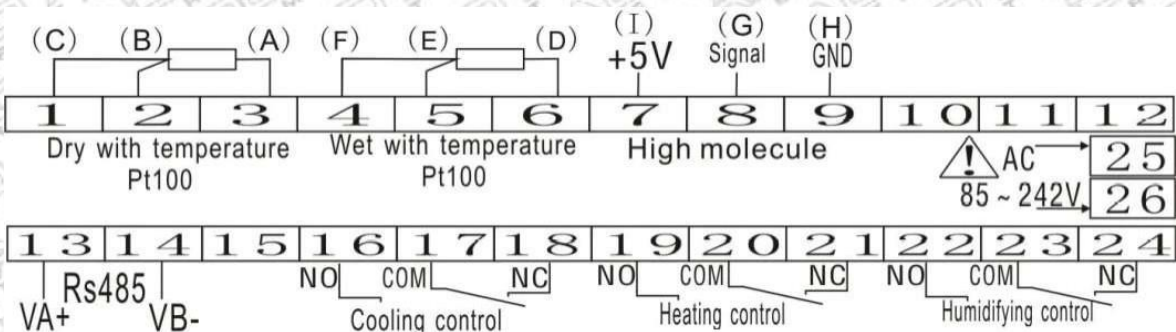 (C) (B) (A) (F) (E) (D) (I) (G) (H)
+5V Signal GND
1 2 3 4 5 6 7 8 9 10 11 12
Dry with temperature Wet with temperature High molecule
Pt100 Pt100
AC 25
85~242V 26
13 14 15 16 17 18 19 20 21 22 23 24
NO COM NC NO COM NC NO COM NC
Rs485
VA+ VB- Cooling control Heating control Humidifying control